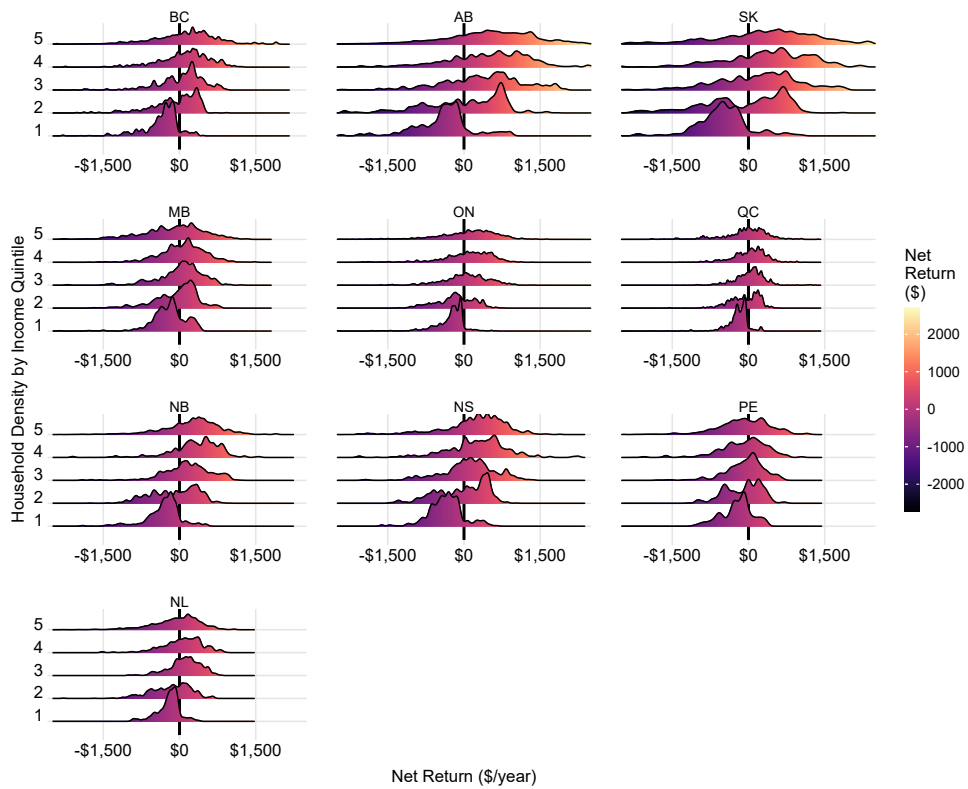 BC
AB
SK
5
4
3
2
1
-$1,500 $0 $1,500
-$1,500 $0 $1,500
-$1,500 $0 $1,500
MB
ON
QC
5
4
3
2
1
-$1,500 $0 $1,500
-$1,500 $0 $1,500
-$1,500 $0 $1,500
NB
NS
PE
5
4
3
2
1
-$1,500 $0 $1,500
-$1,500 $0 $1,500
-$1,500 $0 $1,500
NL
5
4
3
2
1
-$1,500 $0 $1,500
Household Density by Income Quintile
Net Return ($/year)
Net
Return
($)
2000
1000
0
-1000
-2000